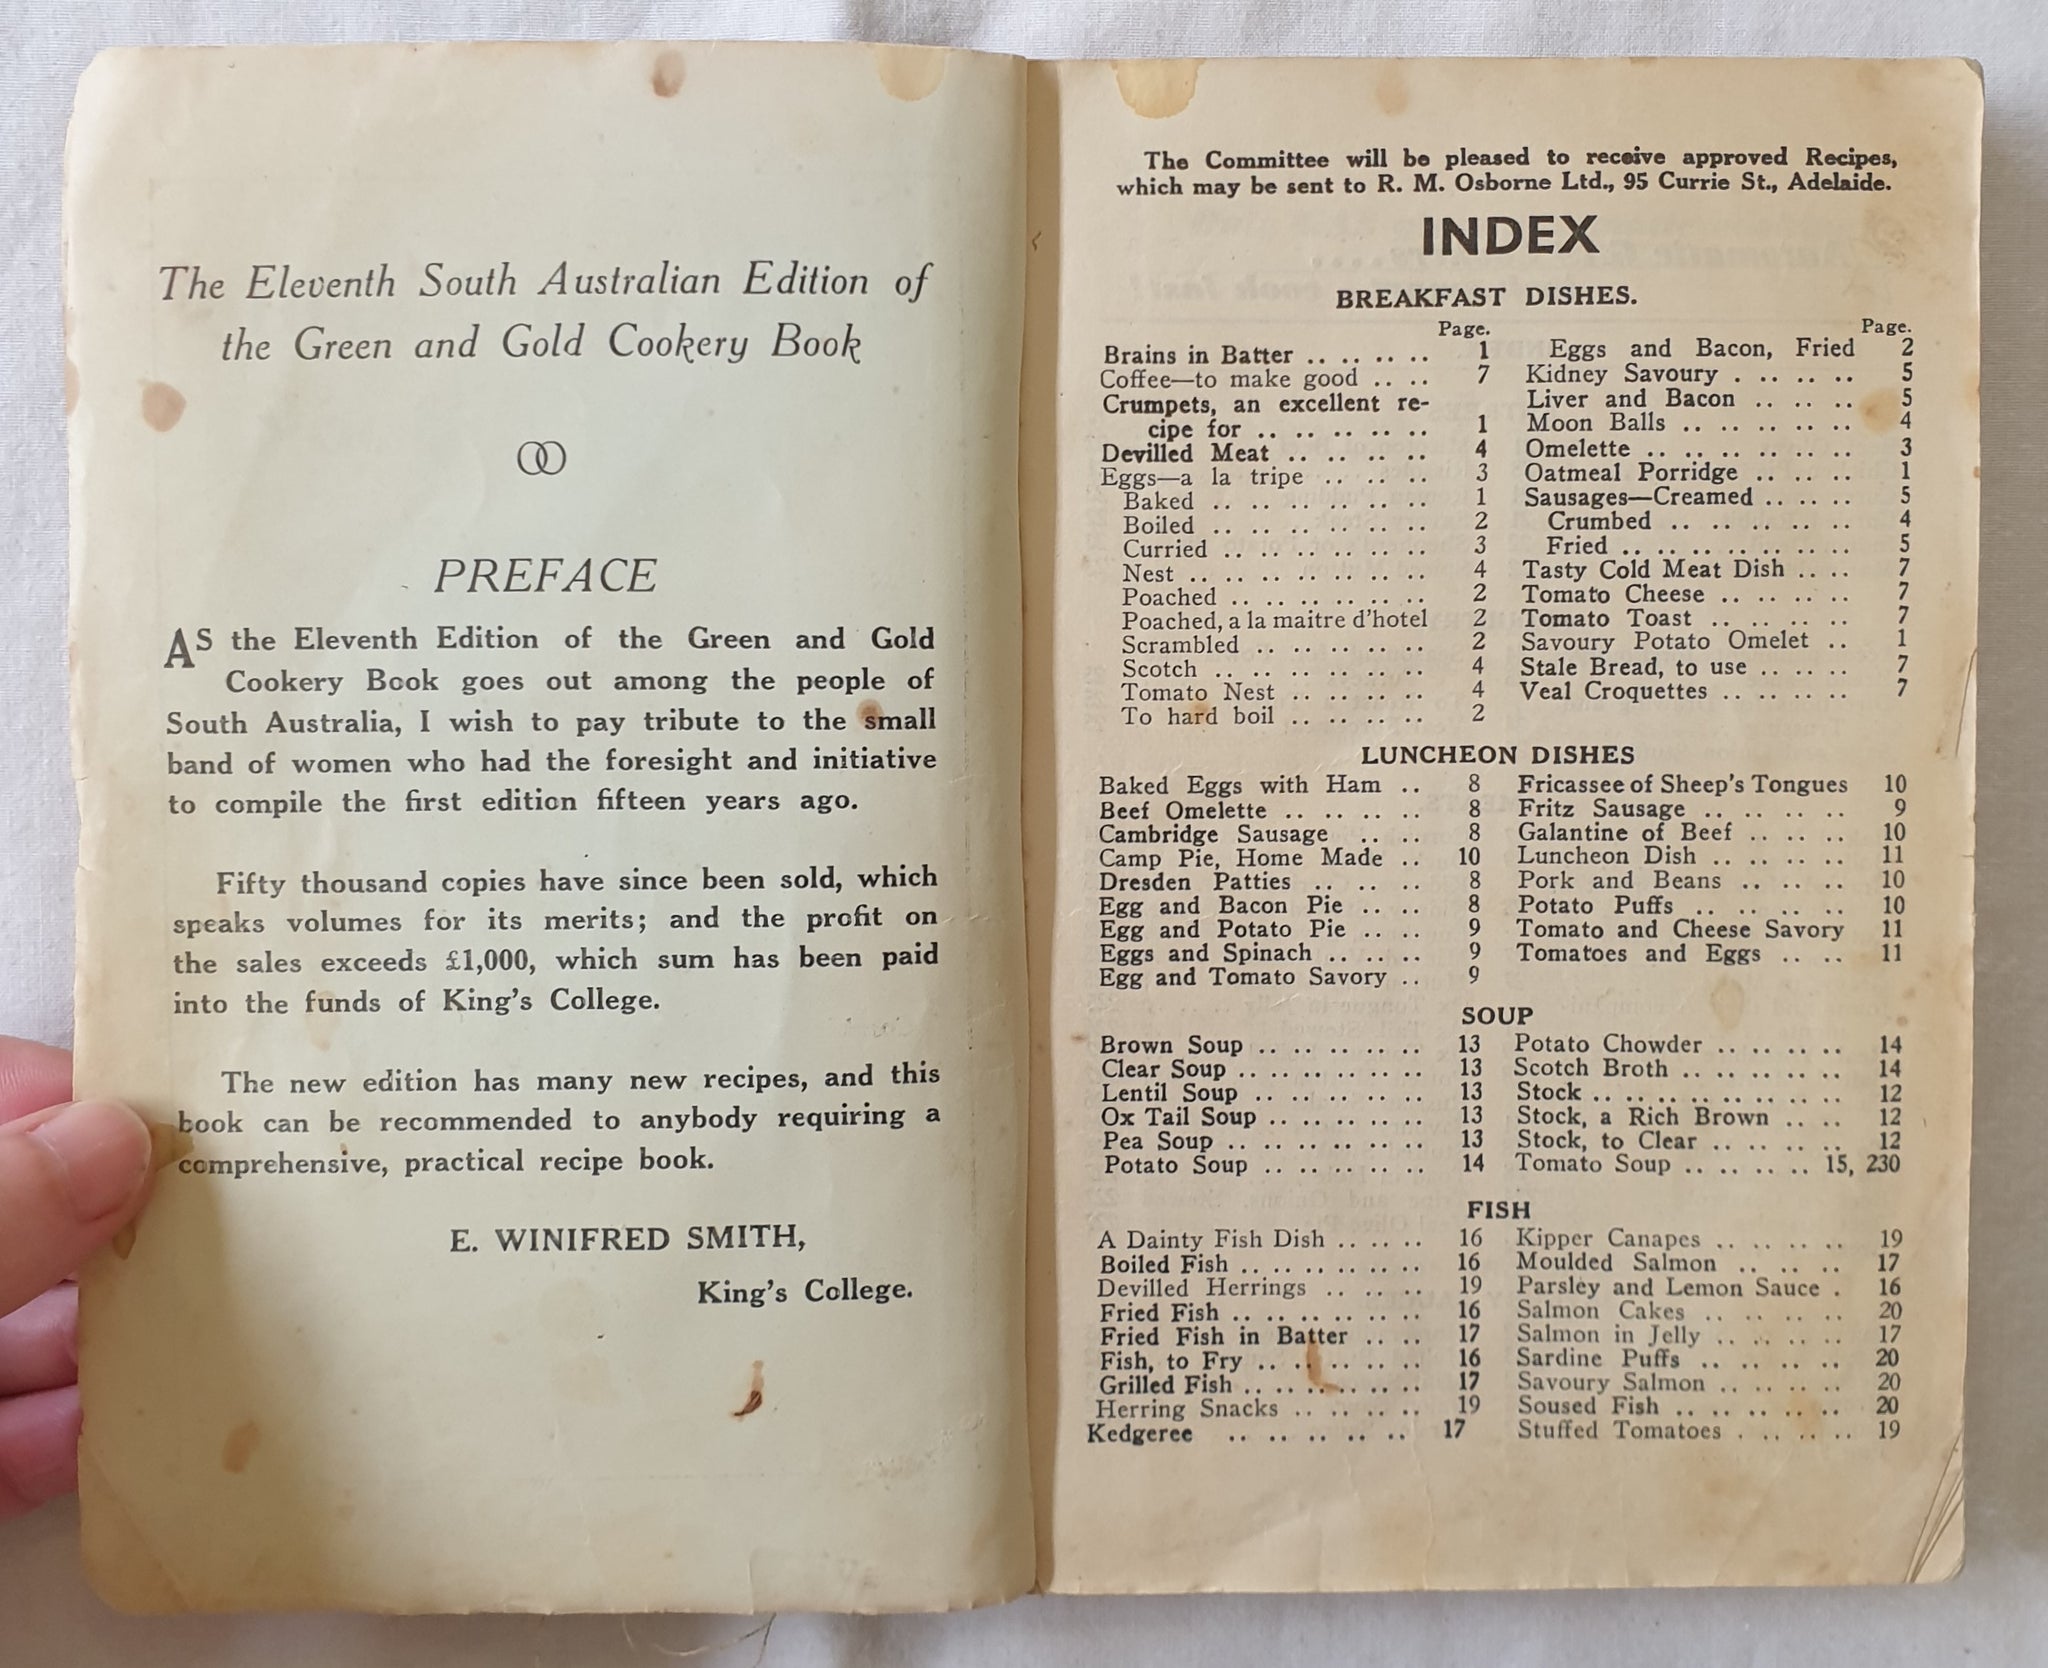 The Eleventh South Australian Edition of
the Green and Gold Cookery Book
PREFACE
AS the Eleventh Edition of the Green and Gold
Cookery Book goes out among the people of
South Australia, I wish to pay tribute to the small
band of women who had the foresight and initiative
to compile the first edition fifteen years ago.
Fifty thousand copies have since been sold, which
speaks volumes for its merits; and the profit on
the sales exceeds £1,000, which sum has been paid
into the funds of King's College.
The new edition has many new recipes, and this
book can be recommended to anybody requiring a
comprehensive, practical recipe book.
E. WINIFRED SMITH,
King's College.
The Committee will be pleased to receive approved Recipes,
which may be sent to R. M. Osborne Ltd., 95 Currie St., Adelaide.
INDEX
BREAKFAST DISHES.
Page.
Brains in Batter .. .. .. .. .. 1
Coffee—to make good .. .. 7
Crumpets, an excellent re-
cipe for .. .. .. .. .. .. .. 1
Devilled Meat .. .. .. .. .. 4
Eggs—a la tripe .. .. .. .. 3
Baked .. .. .. .. .. .. .. 1
Boiled .. .. .. .. .. .. .. 2
Curried .. .. .. .. .. .. .. 3
Nest .. .. .. .. .. .. .. .. 4
Poached .. .. .. .. .. .. .. 2
Poached, a la maitre d'hotel 2
Scrambled .. .. .. .. .. .. 2
Scotch .. .. .. .. .. .. .. 4
Tomato Nest .. .. .. .. .. 4
To hard boil .. .. .. .. .. 2
Page.
Eggs and Bacon, Fried 2
Kidney Savoury . .. .. .. .. 5
Liver and Bacon .. .. .. .. 5
Moon Balls .. .. .. .. .. .. 4
Omelette .. .. .. .. .. .. .. 3
Oatmeal Porridge .. .. .. .. 1
Sausages—Creamed .. .. .. 5
Crumbed .. .. .. .. .. .. 4
Fried .. .. .. .. .. .. .. .. 5
Tasty Cold Meat Dish .. .. 7
Tomato Cheese .. .. .. .. .. 7
Tomato Toast .. .. .. .. .. 7
Savoury Potato Omelet .. 1
Stale Bread, to use .. .. .. 7
Veal Croquettes .. .. .. .. .. 7
LUNCHEON DISHES
Baked Eggs with Ham .. 8
Beef Omelette .. .. .. .. .. 8
Cambridge Sausage .. .. .. 8
Camp Pie, Home Made .. 10
Dresden Patties .. .. .. .. 8
Egg and Bacon Pie .. .. .. 8
Egg and Potato Pie .. .. .. 9
Eggs and Spinach .. .. .. .. 9
Egg and Tomato Savory .. 9
Fricassee of Sheep's Tongues 10
Fritz Sausage .. .. .. .. .. 9
Galantine of Beef .. .. .. .. 10
Luncheon Dish .. .. .. .. .. 11
Pork and Beans .. .. .. .. 10
Potato Puffs .. .. .. .. .. 10
Tomato and Cheese Savory 11
Tomatoes and Eggs .. .. .. 11
SOUP
Brown Soup .. .. .. .. .. .. 13
Clear Soup .. .. .. .. .. .. .. 13
Lentil Soup .. .. .. .. .. .. 13
Ox Tail Soup .. .. .. .. .. .. 13
Pea Soup .. .. .. .. .. .. .. 13
Potato Soup .. .. .. .. .. .. 14
Potato Chowder .. .. .. .. .. 14
Scotch Broth .. .. .. .. .. .. 14
Stock .. .. .. .. .. .. .. .. .. 12
Stock, a Rich Brown .. .. .. 12
Stock, to Clear .. .. .. .. .. 12
Tomato Soup .. .. .. .. .. 15, 230
FISH
A Dainty Fish Dish .. .. .. 16
Boiled Fish .. .. .. .. .. .. .. 16
Devilled Herrings .. .. .. .. 19
Fried Fish .. .. .. .. .. .. .. 16
Fried Fish in Batter .. .. .. 17
Fish, to Fry .. .. .. .. .. .. 16
Grilled Fish .. .. .. .. .. .. .. 17
Herring Snacks .. .. .. .. .. 19
Kedgeree .. .. .. .. .. .. 17
Kipper Canapes .. .. .. .. .. 19
Moulded Salmon .. .. .. .. 17
Parsley and Lemon Sauce . 16
Salmon Cakes .. .. .. .. .. 20
Salmon in Jelly .. .. .. .. .. 17
Sardine Puffs .. .. .. .. .. 20
Savoury Salmon .. .. .. .. .. 20
Soused Fish .. .. .. .. .. .. 20
Stuffed Tomatoes . .. .. .. .. 19